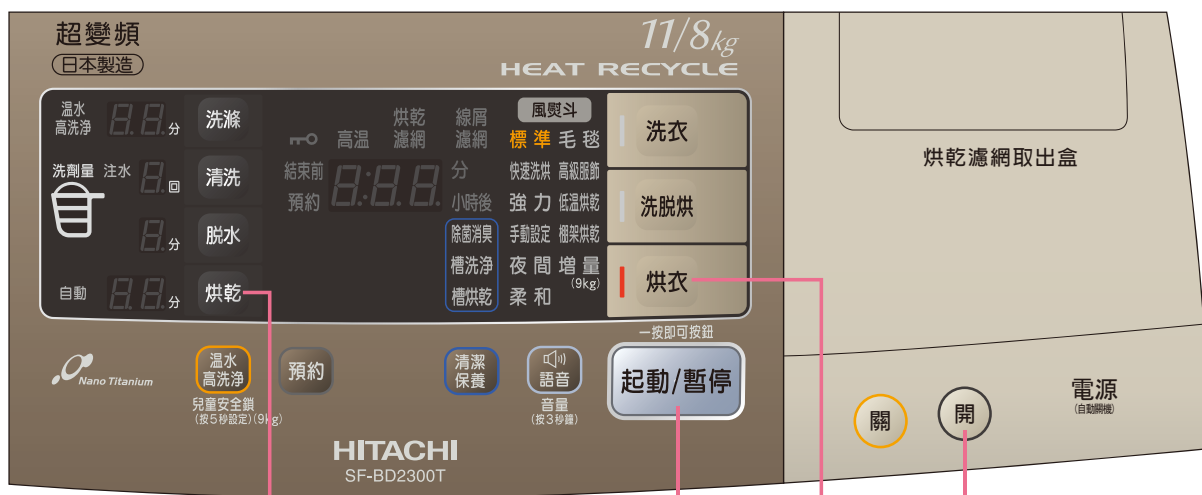 超變頻
日本製造
11/8kg
HEAT RECYCLE
温水
高洗淨
分
洗滌
洗劑量
注水
回
清洗
分
脱水
自動
分
烘乾
高温
烘乾
濾網
線屑
濾網
結束前
預約
分
小時後
除菌消臭
槽洗淨
槽烘乾
風熨斗
標準 毛毯
快速洗烘 高級服飾
強力 低温烘乾
手動設定 棚架烘乾
夜間 增量
(9kg)
柔和
洗衣
洗脱烘
烘衣
一按即可按鈕
Nano Titanium
温水
高洗淨
兒童安全鎖
(按5秒設定)(9kg)
預約
清潔
保養
語音
音量
(按3秒鐘)
起動/暫停
HITACHI
SF-BD2300T
烘乾濾網取出盒
關
開
電源
(自動關機)